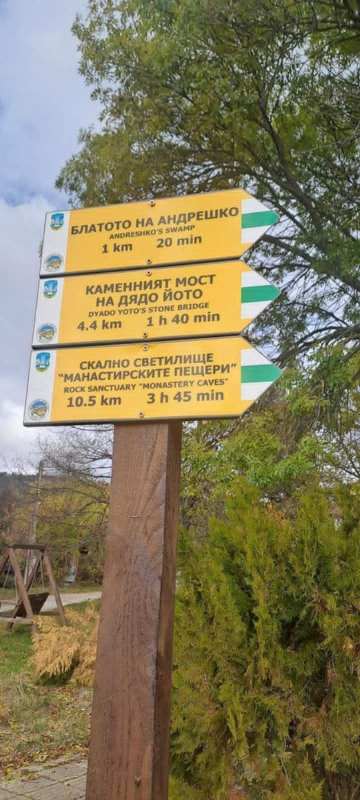 БЛАТОТО НА АНДРЕШКО
ANDRESHKO'S SWAMP
1 km 20 min
КАМЕННИЯТ МОСТ
НА ДЯДО ЙОТО
DYADO YOTO'S STONE BRIDGE
4.4 km 1 h 40 min
СКАЛНО СВЕТИЛИЩЕ
"МАНАСТИРСКИТЕ ПЕЩЕРИ"
ROCK SANCTUARY "MONASTERY CAVES"
10.5 km 3 h 45 min